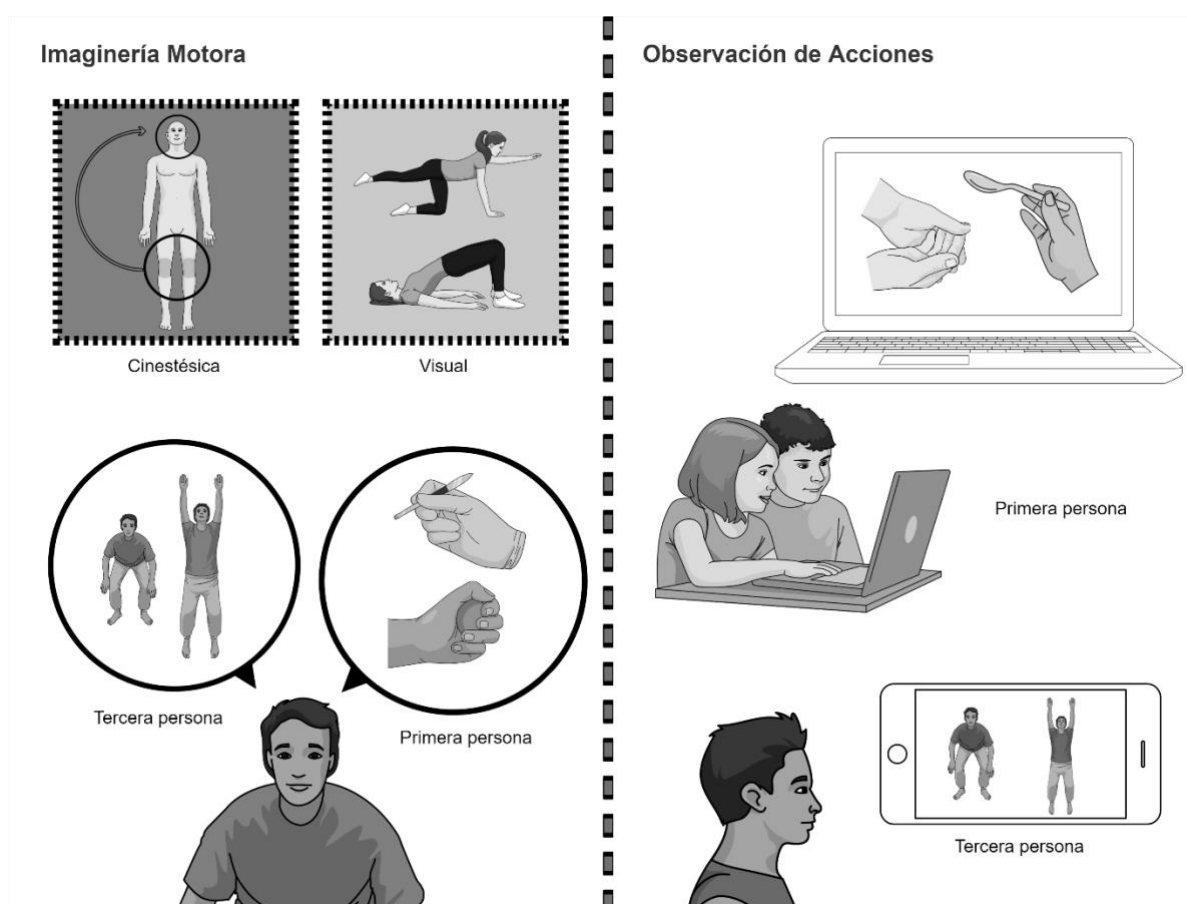 Imaginería Motora
Observación de Acciones
Cinestésica
Visual
Tercera persona
Primera persona
Primera persona
Tercera persona